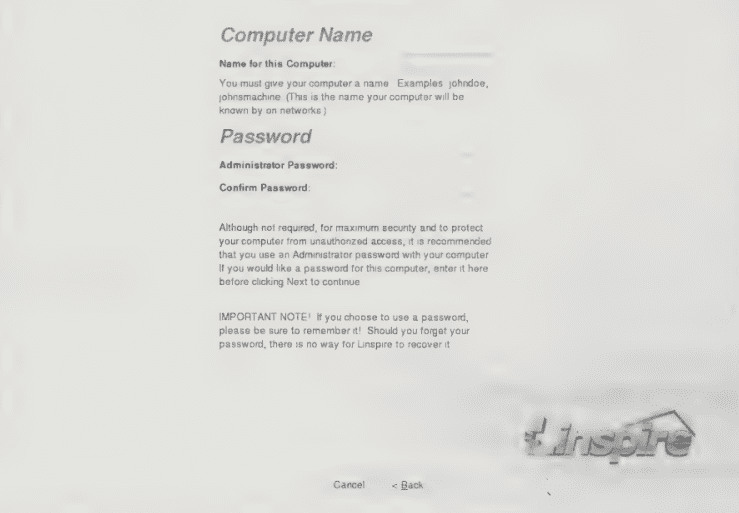 Computer Name
Name for this Computer:
You must give your computer a name. Examples: johndoe,
johnsmachine. (This is the name your computer will be
known by on networks.)
Password
Administrator Password:
Confirm Password:
Although not required, for maximum security and to protect
your computer from unauthorized access, it is recommended
that you use an Administrator password with your computer.
If you would like a password for this computer, enter it here
before clicking Next to continue.
IMPORTANT NOTE! If you choose to use a password,
please be sure to remember it! Should you forget your
password, there is no way for Linspire to recover it.
Linspire
Cancel
< Back